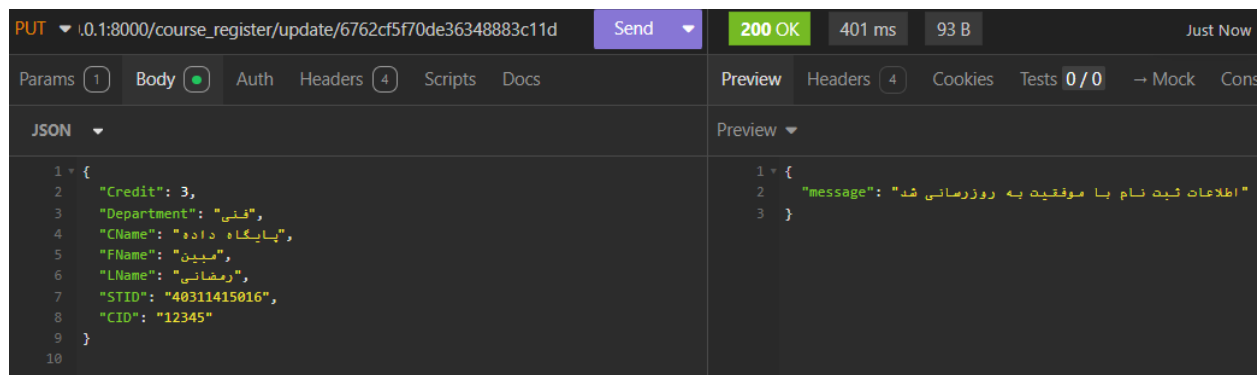 PUT .0.1:8000/course_register/update/6762cf5f70de36348883c11d Send 200 OK 401 ms 93 B Just Now
Params 1 Body Auth Headers 4 Scripts Docs Preview Headers 4 Cookies Tests 0 / 0 → Mock Cons
JSON Preview
1 {
2 "Credit": 3,
3 "Department": "فنی",
4 "CName": "پایگاه داده",
5 "FName": "مبین",
6 "LName": "رمضانی",
7 "STID": "40311415016",
8 "CID": "12345"
9 }
10
1 {
2 "message": "اطلاعات ثبت نام با موفقیت به روزرسانی شد"
3 }